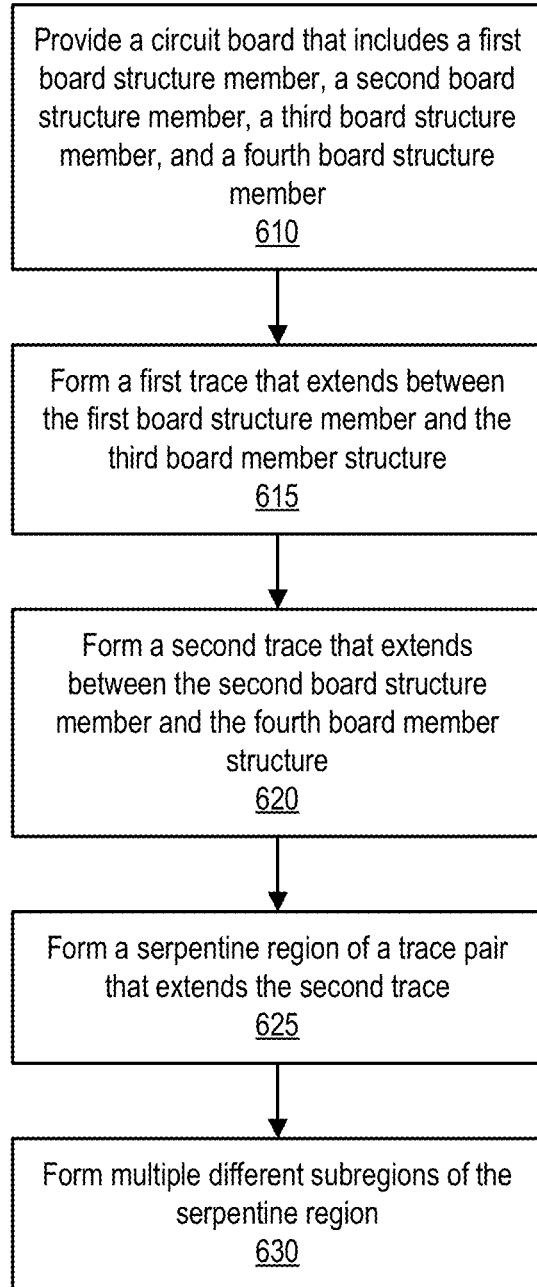 Provide a circuit board that includes a first
board structure member, a second board
structure member, a third board structure
member, and a fourth board structure
member
610
Form a first trace that extends between
the first board structure member and the
third board member structure
615
Form a second trace that extends
between the second board structure
member and the fourth board member
structure
620
Form a serpentine region of a trace pair
that extends the second trace
625
Form multiple different subregions of the
serpentine region
630